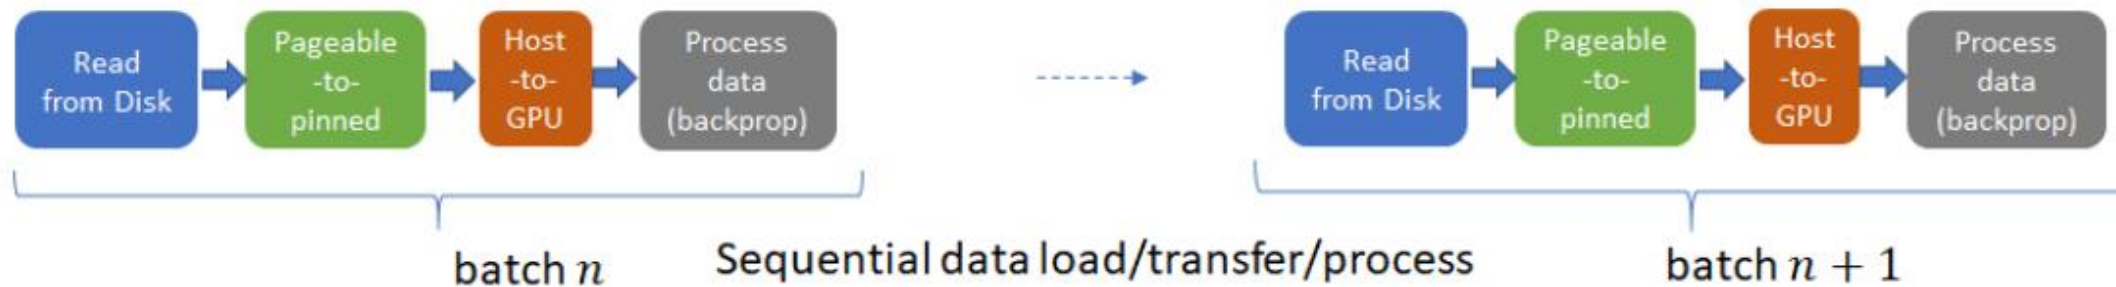 Read
from Disk
Pageable
-to-
pinned
Host
-to-
GPU
Process
data
(backprop)
Read
from Disk
Pageable
-to-
pinned
Host
-to-
GPU
Process
data
(backprop)
batch n
Sequential data load/transfer/process
batch n + 1